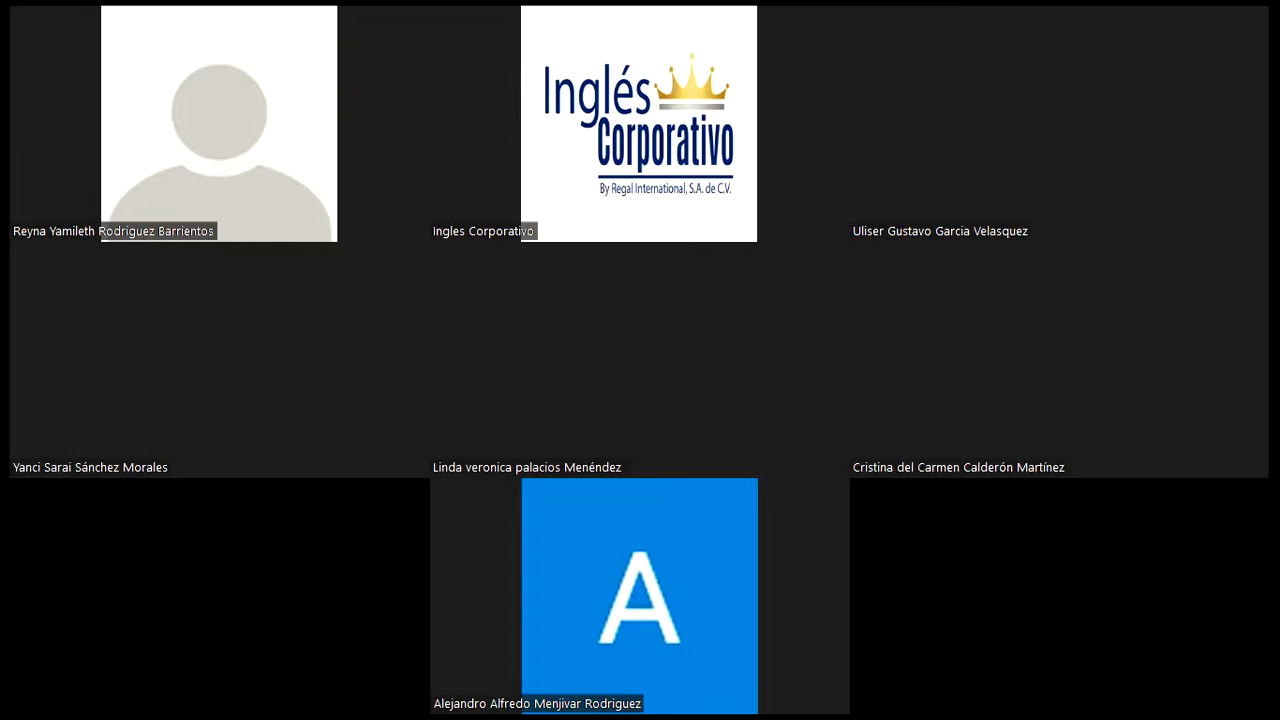 Inglés
Corporativo
By Regal International, S.A. de C.V.
Reyna Yamileth Rodríguez Barrientos
Ingles Corporativo
Uliser Gustavo Garcia Velasquez
Yanci Sarai Sánchez Morales
Linda veronica palacios Menéndez
Cristina del Carmen Calderón Martínez
A
Alejandro Alfredo Menjivar Rodriguez